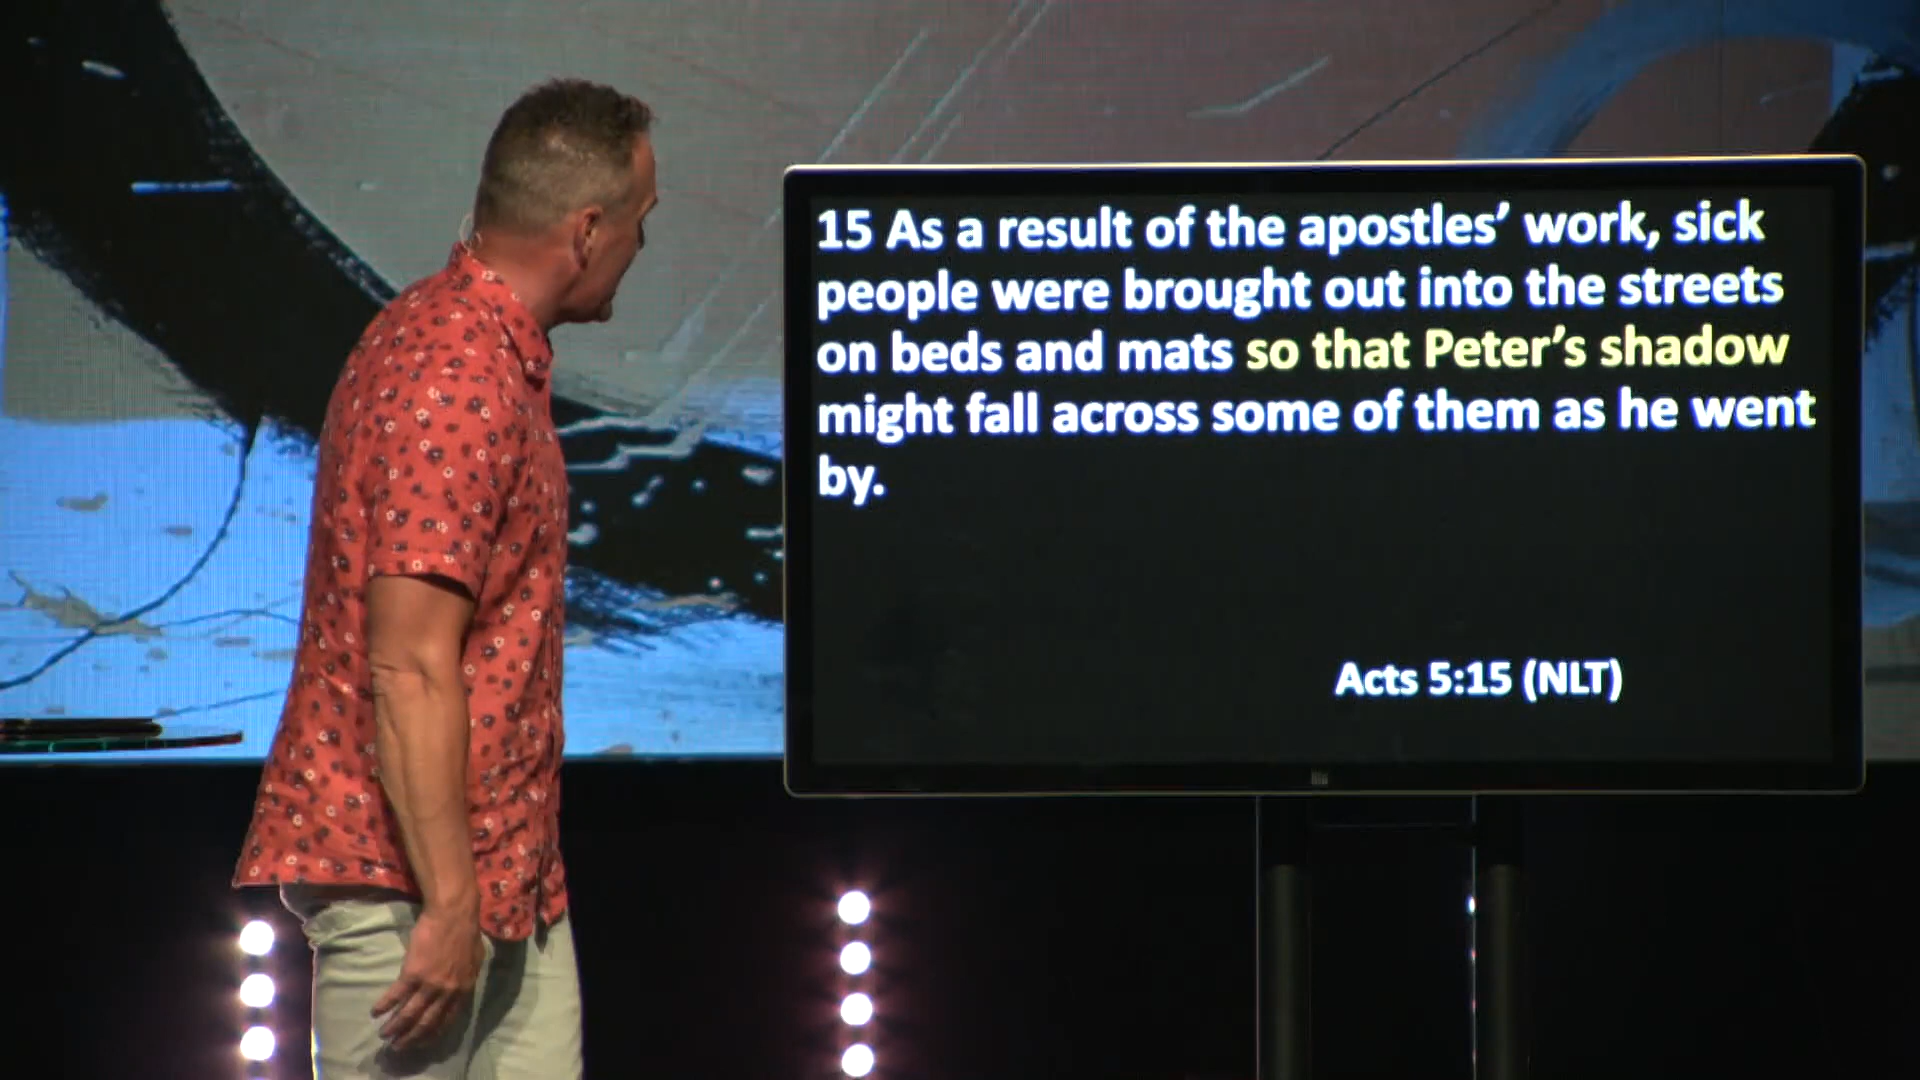 15 As a result of the apostles’ work, sick
people were brought out into the streets
on beds and mats so that Peter’s shadow
might fall across some of them as he went
by.
Acts 5:15 (NLT)